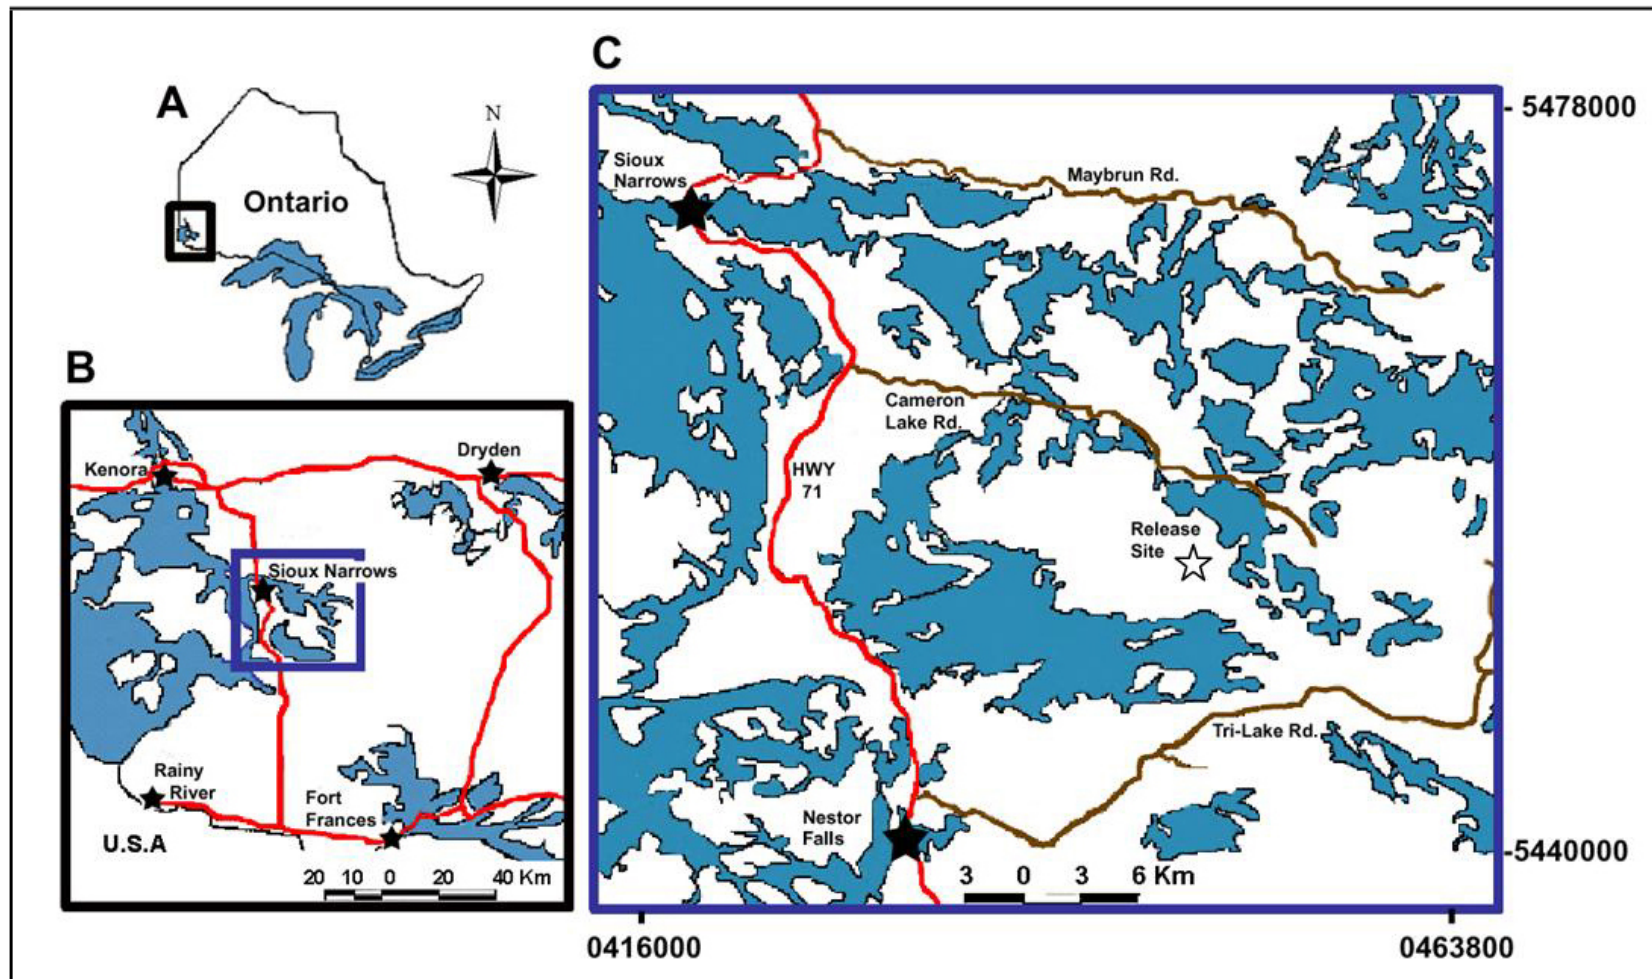 A
N
Ontario
B
Kenora
Dryden
Sioux Narrows
Rainy
River
Fort
Frances
U.S.A
20 10 0 20 40 Km
C
5478000
Sioux
Narrows
Maybrun Rd.
Cameron
Lake Rd.
HWY
71
Release
Site
Tri-Lake Rd.
Nestor
Falls
3 0 3 6 Km
5440000
0416000
0463800